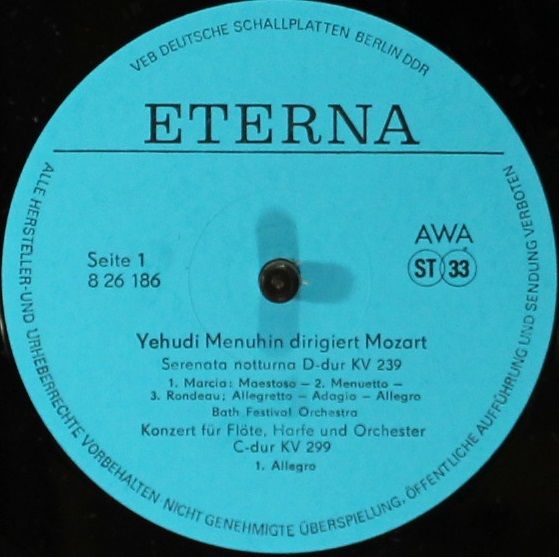 VEB DEUTSCHE SCHALLPLATTEN BERLIN DDR
ETERNA
AWA
Seite 1
ST 33
8 26 186
Yehudi Menuhin dirigiert Mozart
Serenata notturna D-dur KV 239
1. Marcia: Maestoso – 2. Menuetto –
3. Rondeau; Allegretto – Adagio – Allegro
Bath Festival Orchestra
Konzert für Flöte, Harfe und Orchester
C-dur KV 299
1. Allegro
ALLE HERSTELLER- UND URHEBERRECHTE VORBEHALTEN NICHT GENEHMIGTE ÜBERSPIELUNG, ÖFFENTLICHE AUFFÜHRUNG UND SENDUNG VERBOTEN